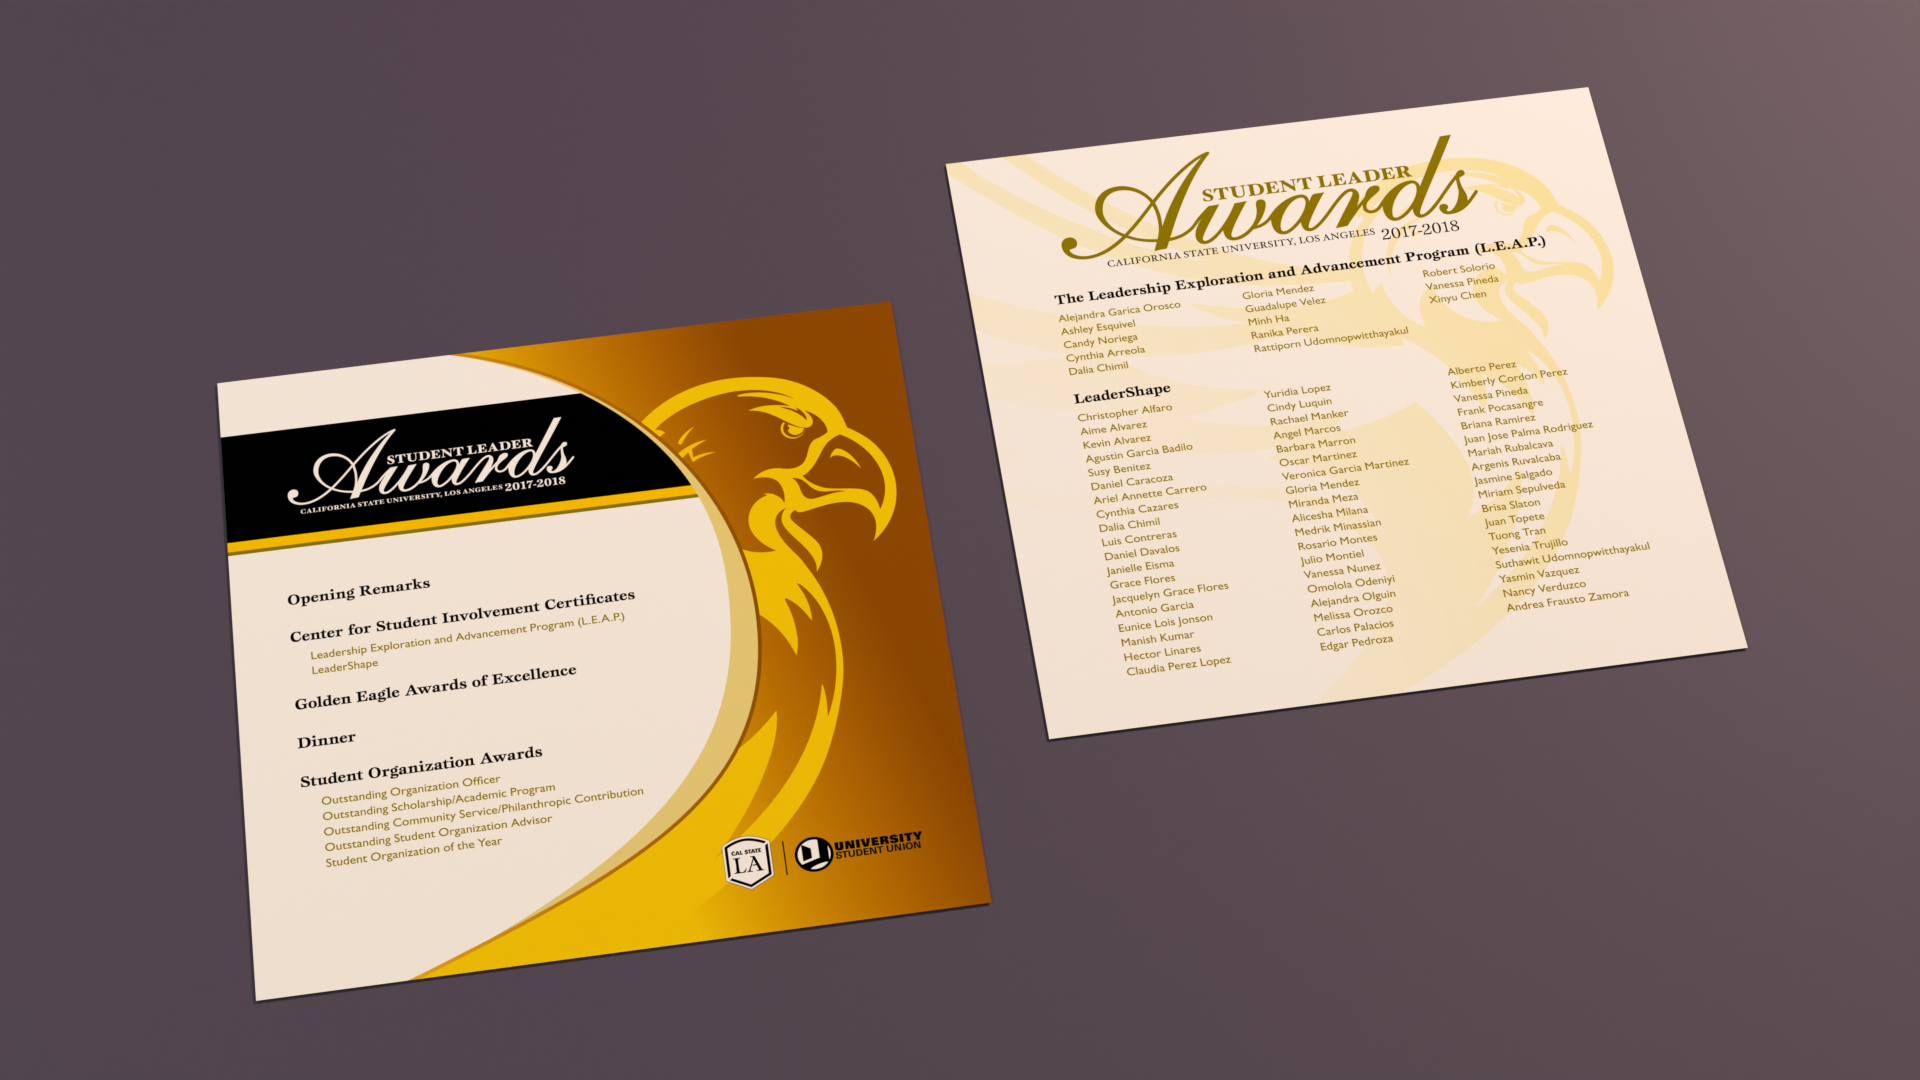 STUDENT LEADER
Awards
CALIFORNIA STATE UNIVERSITY, LOS ANGELES 2017-2018
Opening Remarks
Center for Student Involvement Certificates
Leadership Exploration and Advancement Program (L.E.A.P.)
LeaderShape
Golden Eagle Awards of Excellence
Dinner
Student Organization Awards
Outstanding Organization Officer
Outstanding Scholarship/Academic Program
Outstanding Community Service/Philanthropic Contribution
Outstanding Student Organization Advisor
Student Organization of the Year
CAL STATE
LA
UNIVERSITY
STUDENT UNION
STUDENT LEADER
Awards
CALIFORNIA STATE UNIVERSITY, LOS ANGELES 2017-2018
The Leadership Exploration and Advancement Program (L.E.A.P.)
Alejandra Garica Orosco
Ashley Esquivel
Candy Noriega
Cynthia Arreola
Dalia Chimil
Gloria Mendez
Guadalupe Velez
Minh Ha
Ranika Perera
Rattiporn Udomnopwitthayakul
Robert Solorio
Vanessa Pineda
Xinyu Chen
LeaderShape
Christopher Alfaro
Aime Alvarez
Kevin Alvarez
Agustin Garcia Badilo
Susy Benitez
Daniel Caracoza
Ariel Annette Carrero
Cynthia Cazares
Dalia Chimil
Luis Contreras
Daniel Davalos
Janielle Eisma
Grace Flores
Jacquelyn Grace Flores
Antonio Garcia
Eunice Lois Jonson
Manish Kumar
Hector Linares
Claudia Perez Lopez
Yuridia Lopez
Cindy Luquin
Rachael Manker
Angel Marcos
Barbara Marron
Oscar Martinez
Veronica Garcia Martinez
Gloria Mendez
Miranda Meza
Alicesha Milana
Medrik Minassian
Rosario Montes
Julio Montiel
Vanessa Nunez
Omolola Odeniyi
Alejandra Olguin
Melissa Orozco
Carlos Palacios
Edgar Pedroza
Alberto Perez
Kimberly Cordon Perez
Vanessa Pineda
Frank Pocasangre
Briana Ramirez
Juan Jose Palma Rodriguez
Mariah Rubalcava
Argenis Ruvalcaba
Jasmine Salgado
Miriam Sepulveda
Brisa Slaton
Juan Topete
Tuong Tran
Yesenia Trujillo
Suthawit Udomnopwitthayakul
Yasmin Vazquez
Nancy Verduzco
Andrea Frausto Zamora